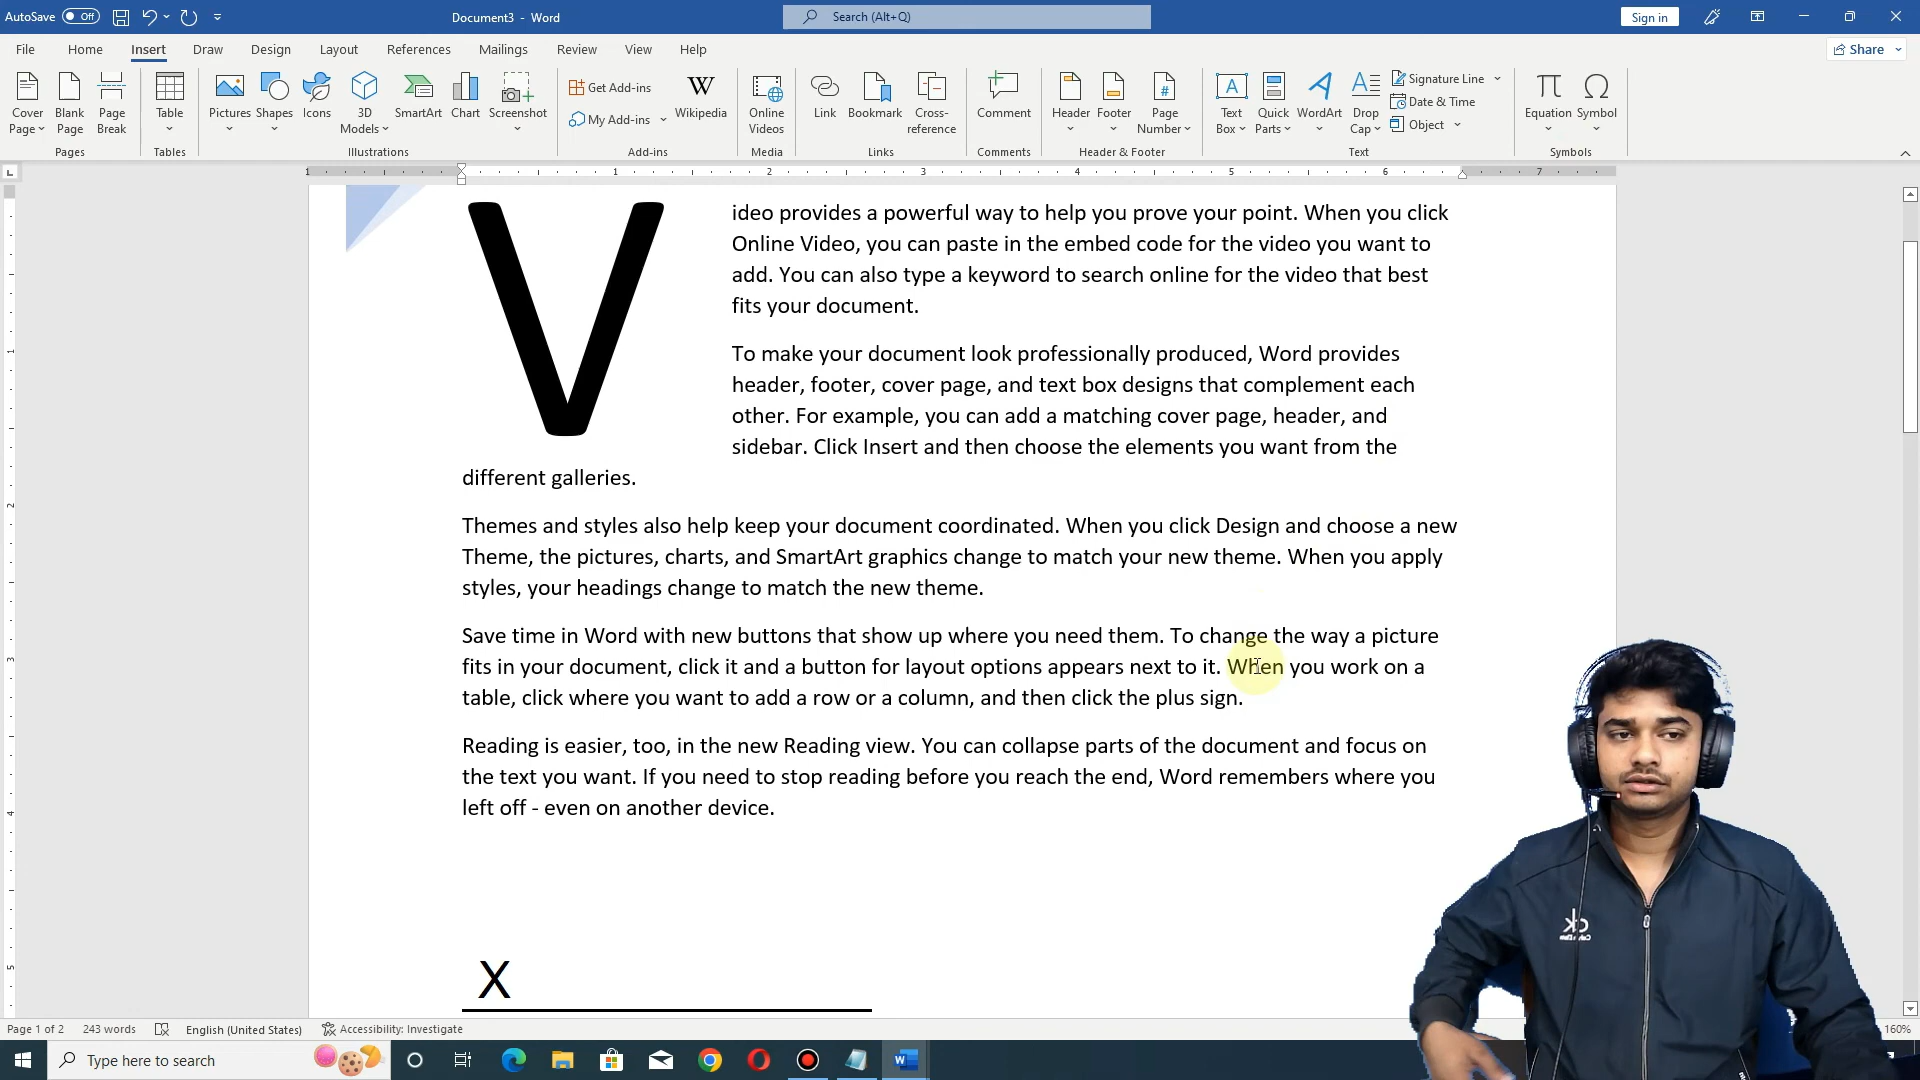 AutoSave Off
Document3 - Word
Search (Alt+Q)
Sign in
File Home Insert Draw Design Layout References Mailings Review View Help
Share
Cover Page
Blank Page
Page Break
Table
Pictures
Shapes
Icons
3D Models
SmartArt
Chart
Screenshot
Get Add-ins
My Add-ins
W
Wikipedia
Online Videos
Link
Bookmark
Cross-reference
Comment
Header
Footer
Page Number
Text Box
Quick Parts
WordArt
Drop Cap
Signature Line
Date & Time
Object
Equation
Symbol
Pages
Tables
Illustrations
Add-ins
Media
Links
Comments
Header & Footer
Text
Symbols
1 1 2 3 4 5 6 7
V
ideo provides a powerful way to help you prove your point. When you click
Online Video, you can paste in the embed code for the video you want to
add. You can also type a keyword to search online for the video that best
fits your document.
To make your document look professionally produced, Word provides
header, footer, cover page, and text box designs that complement each
other. For example, you can add a matching cover page, header, and
sidebar. Click Insert and then choose the elements you want from the
different galleries.
Themes and styles also help keep your document coordinated. When you click Design and choose a new
Theme, the pictures, charts, and SmartArt graphics change to match your new theme. When you apply
styles, your headings change to match the new theme.
Save time in Word with new buttons that show up where you need them. To change the way a picture
fits in your document, click it and a button for layout options appears next to it. When you work on a
table, click where you want to add a row or a column, and then click the plus sign.
Reading is easier, too, in the new Reading view. You can collapse parts of the document and focus on
the text you want. If you need to stop reading before you reach the end, Word remembers where you
left off - even on another device.
X
1
2
3
4
5
ck
Page 1 of 2
243 words
English (United States)
Accessibility: Investigate
160%
Type here to search